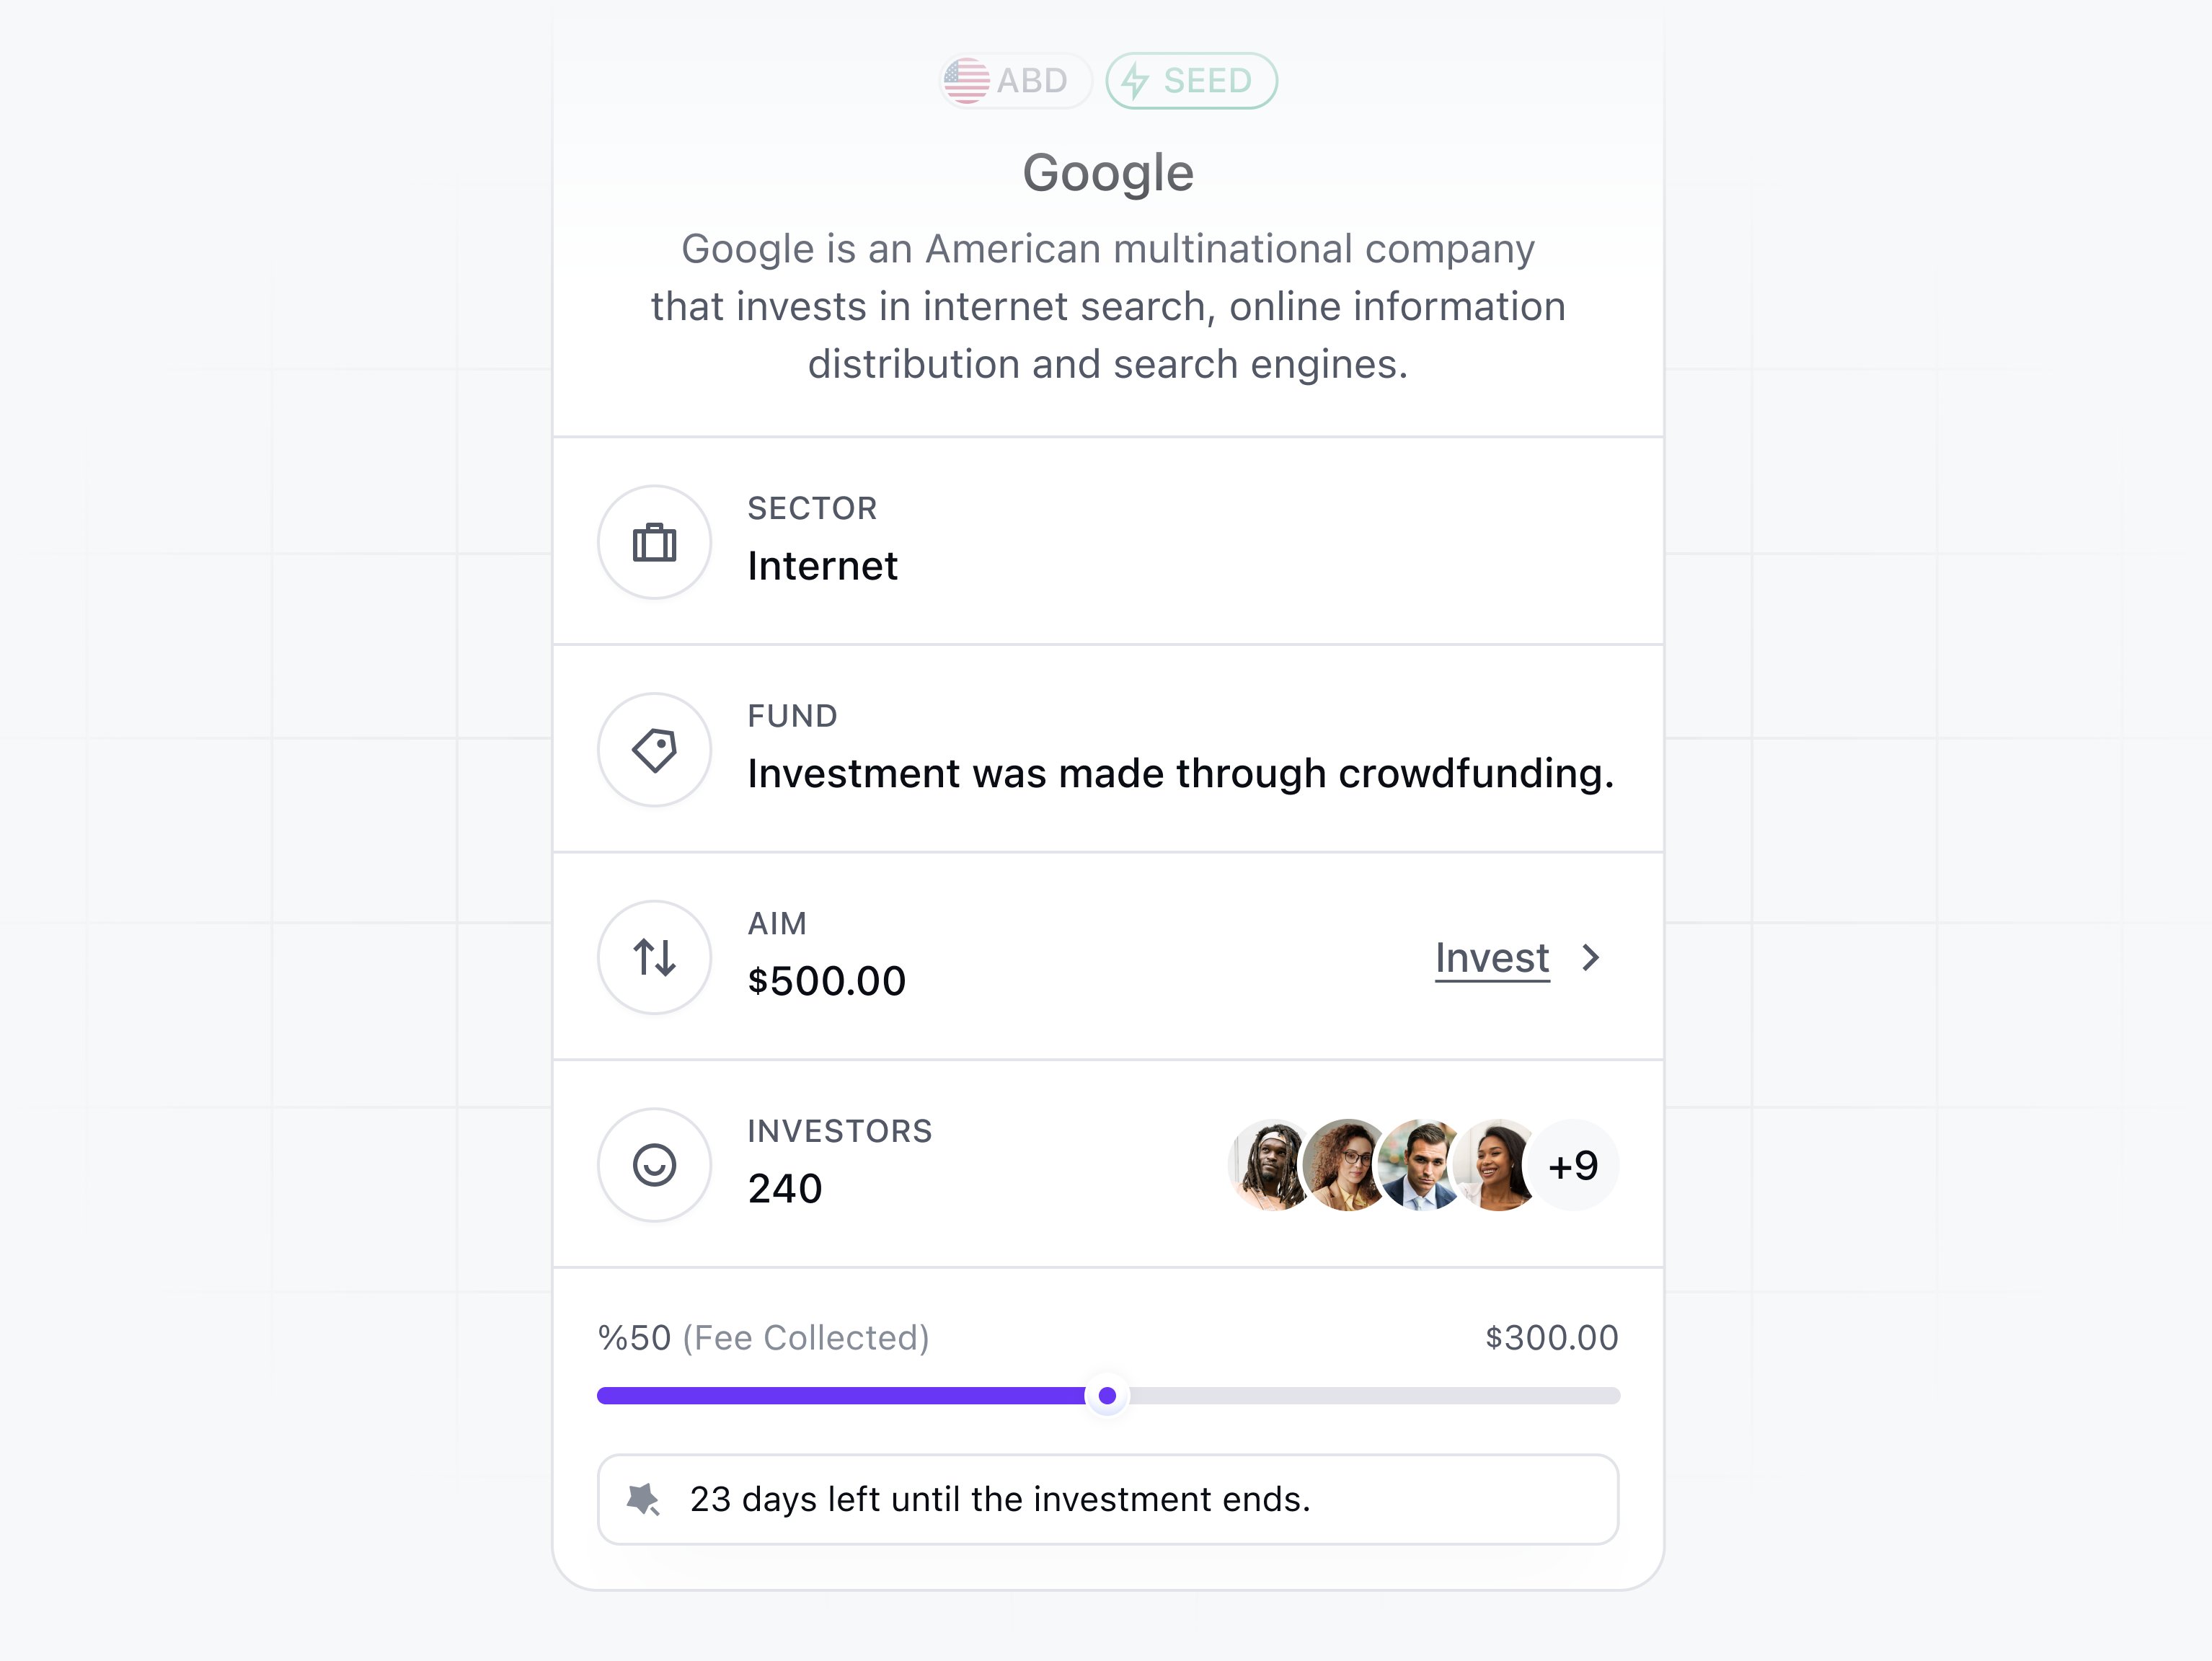 ABD
SEED
Google
Google is an American multinational company
that invests in internet search, online information
distribution and search engines.
SECTOR
Internet
FUND
Investment was made through crowdfunding.
AIM
$500.00
Invest
INVESTORS
240
+9
%50 (Fee Collected)
$300.00
23 days left until the investment ends.